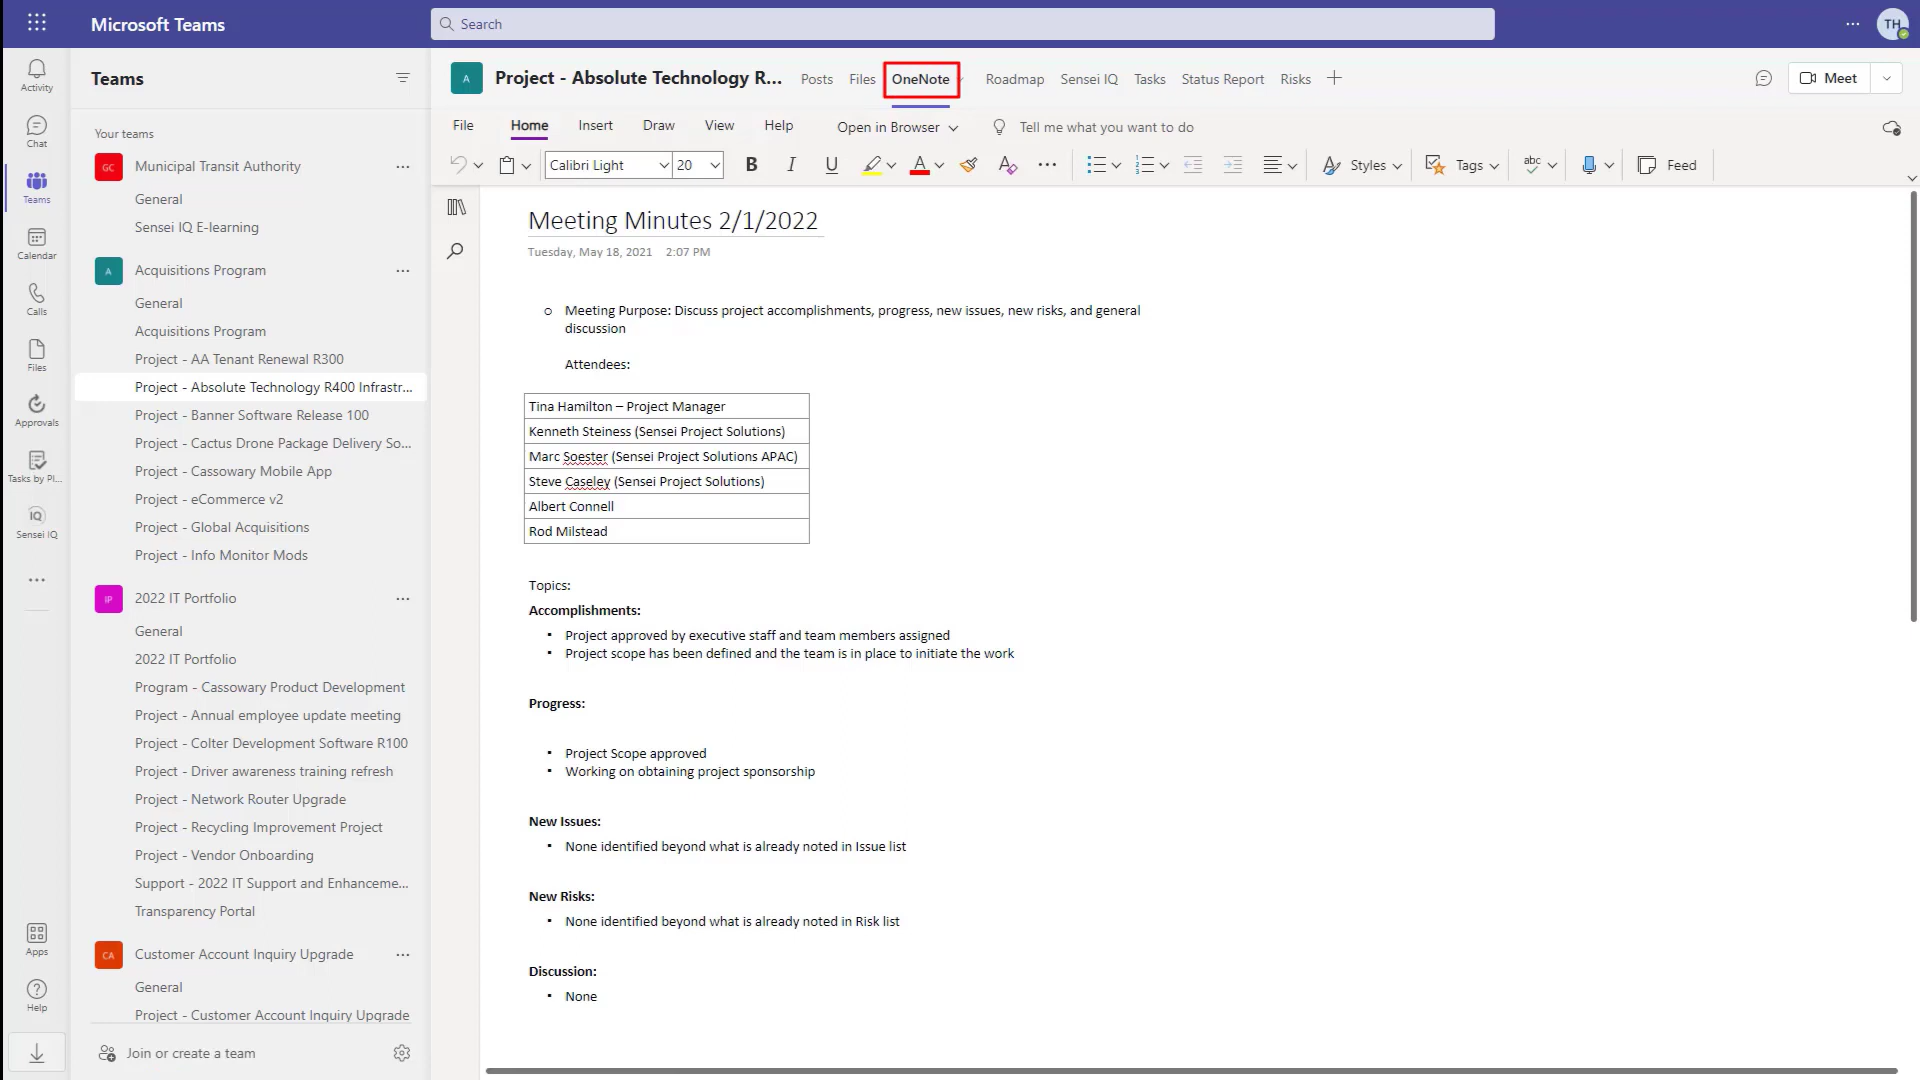 Microsoft Teams
Search
TH
Activity
Chat
Teams
Calendar
Calls
Files
Approvals
Tasks by Pl...
IQ
Sensei IQ
Apps
Help
Teams
Your teams
GC Municipal Transit Authority
General
Sensei IQ E-learning
A Acquisitions Program
General
Acquisitions Program
Project - AA Tenant Renewal R300
Project - Absolute Technology R400 Infrastr...
Project - Banner Software Release 100
Project - Cactus Drone Package Delivery So...
Project - Cassowary Mobile App
Project - eCommerce v2
Project - Global Acquisitions
Project - Info Monitor Mods
IP 2022 IT Portfolio
General
2022 IT Portfolio
Program - Cassowary Product Development
Project - Annual employee update meeting
Project - Colter Development Software R100
Project - Driver awareness training refresh
Project - Network Router Upgrade
Project - Recycling Improvement Project
Project - Vendor Onboarding
Support - 2022 IT Support and Enhanceme...
Transparency Portal
CA Customer Account Inquiry Upgrade
General
Project - Customer Account Inquiry Upgrade
Join or create a team
A Project - Absolute Technology R... Posts Files OneNote Roadmap Sensei IQ Tasks Status Report Risks Meet
File Home Insert Draw View Help Open in Browser Tell me what you want to do
Calibri Light 20 B I U A A Styles Tags abc Feed
Meeting Minutes 2/1/2022
Tuesday, May 18, 2021 2:07 PM
Meeting Purpose: Discuss project accomplishments, progress, new issues, new risks, and general
discussion
Attendees:
Tina Hamilton – Project Manager
Kenneth Steiness (Sensei Project Solutions)
Marc Soester (Sensei Project Solutions APAC)
Steve Caseley (Sensei Project Solutions)
Albert Connell
Rod Milstead
Topics:
Accomplishments:
▪ Project approved by executive staff and team members assigned
▪ Project scope has been defined and the team is in place to initiate the work
Progress:
▪ Project Scope approved
▪ Working on obtaining project sponsorship
New Issues:
▪ None identified beyond what is already noted in Issue list
New Risks:
▪ None identified beyond what is already noted in Risk list
Discussion:
▪ None